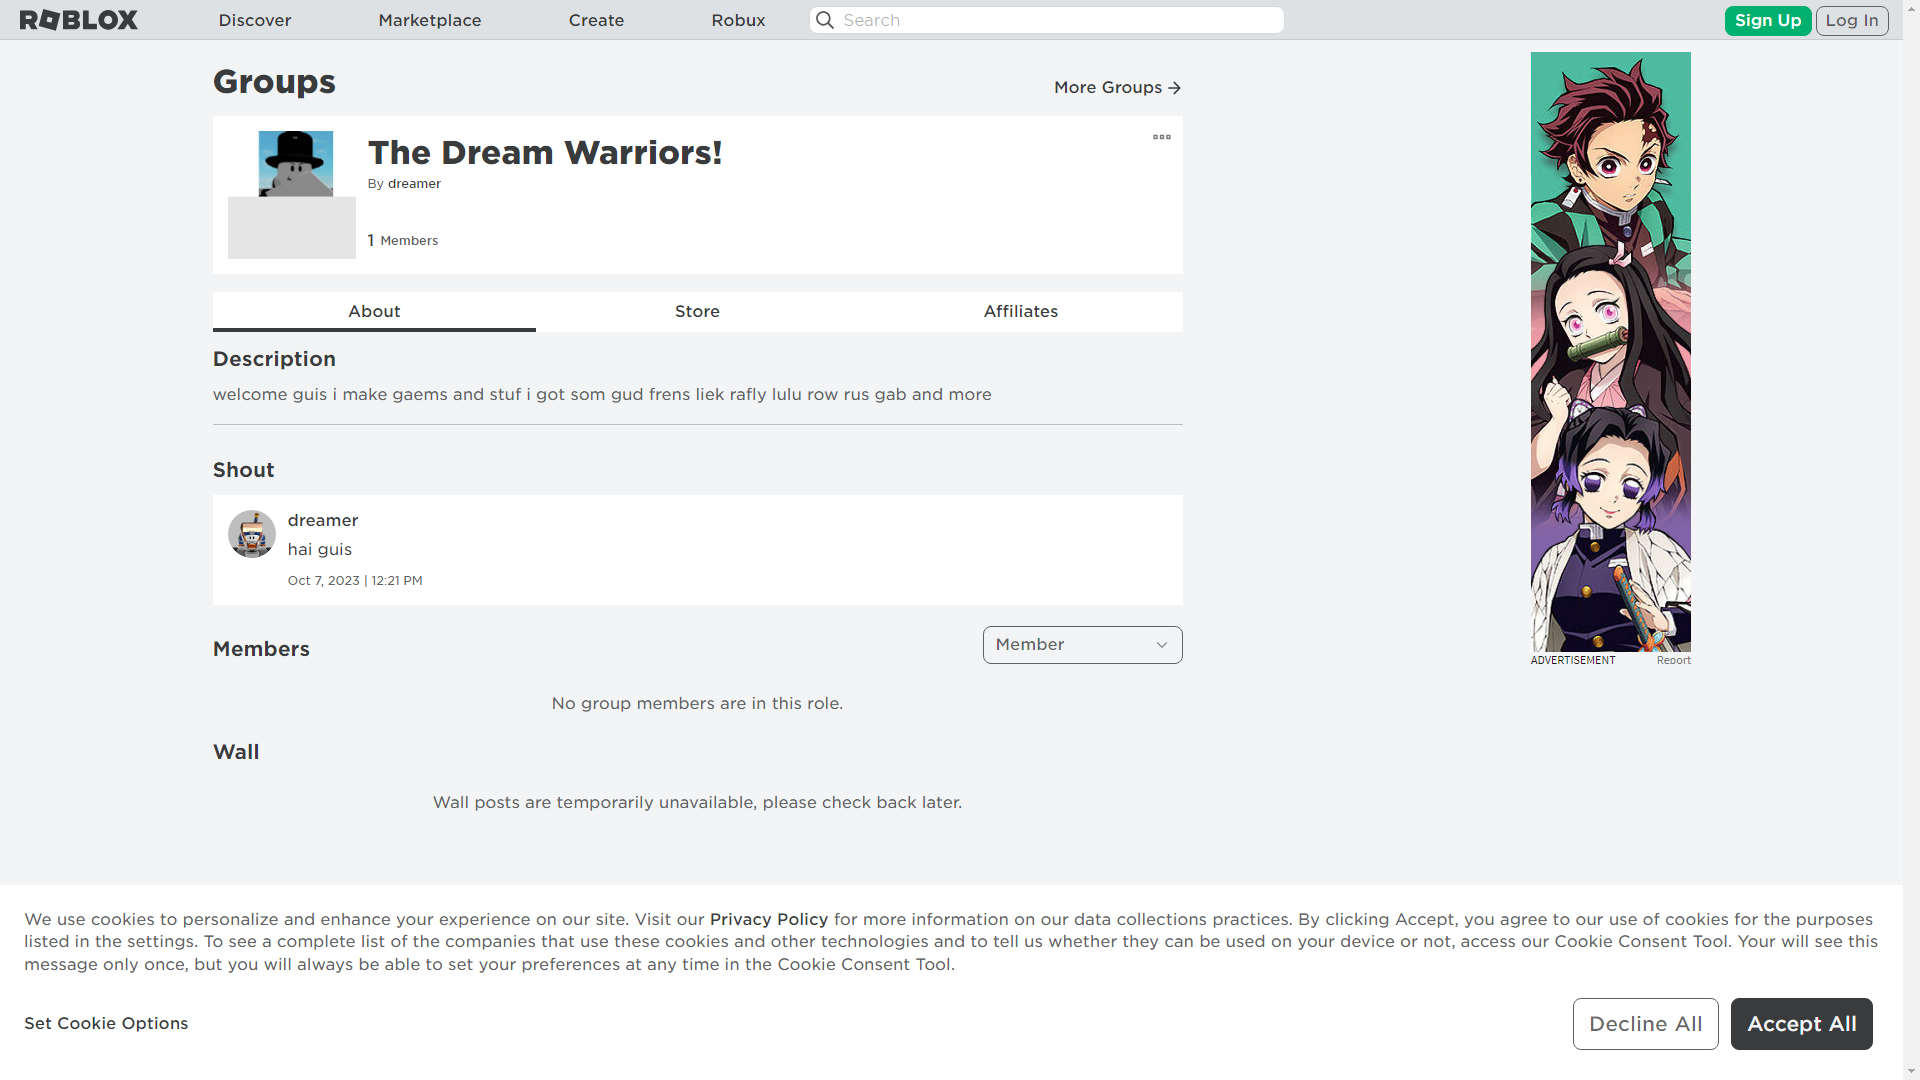 ROBLOX
Discover
Marketplace
Create
Robux
Search
Sign Up
Log In
Groups
More Groups
The Dream Warriors!
By dreamer
1 Members
About
Store
Affiliates
Description
welcome guis i make gaems and stuf i got som gud frens liek rafly lulu row rus gab and more
Shout
dreamer
hai guis
Oct 7, 2023 | 12:21 PM
Members
Member
No group members are in this role.
Wall
Wall posts are temporarily unavailable, please check back later.
ADVERTISEMENT
Report
We use cookies to personalize and enhance your experience on our site. Visit our Privacy Policy for more information on our data collections practices. By clicking Accept, you agree to our use of cookies for the purposes
listed in the settings. To see a complete list of the companies that use these cookies and other technologies and to tell us whether they can be used on your device or not, access our Cookie Consent Tool. Your will see this
message only once, but you will always be able to set your preferences at any time in the Cookie Consent Tool.
Set Cookie Options
Decline All
Accept All